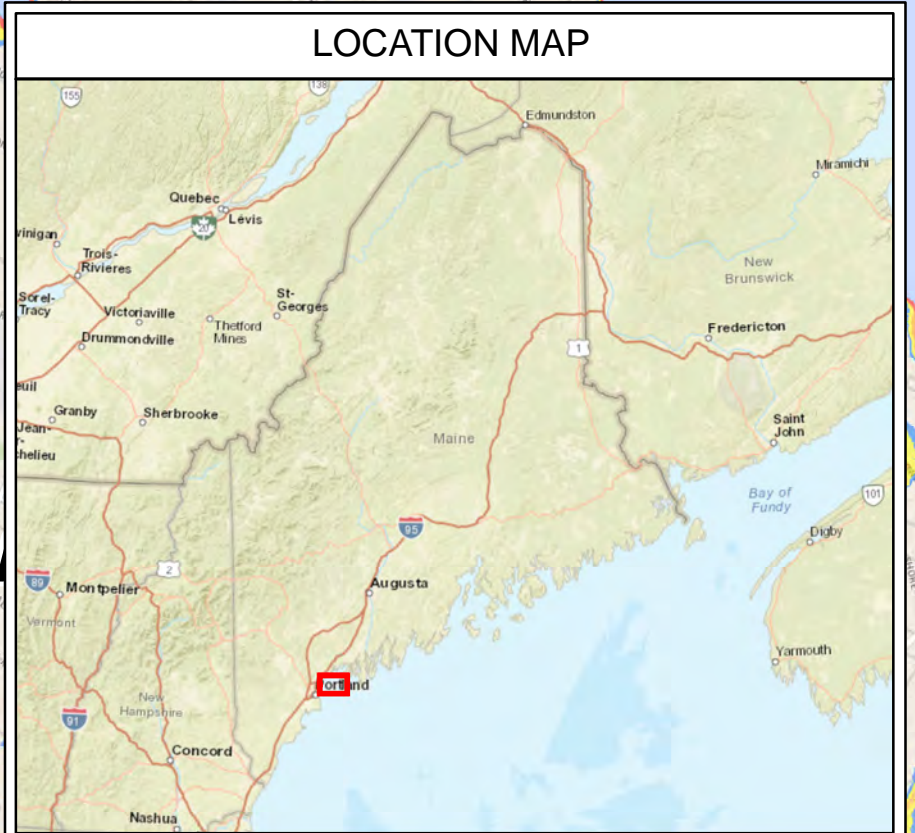 LOCATION MAP
155
138
Edmundston
Miramichi
Quebec
Lévis
20
vinigan
Trois-
Rivieres
New
Brunswick
Sorel-
Tracy
Victoriaville
St-
Georges
Thetford
Mines
Drummondville
Fredericton
1
euil
Granby
Sherbrooke
Jean-
r-
chelieu
Maine
Saint
John
Bay of
Fundy
101
95
Digby
2
89
Montpelier
Augusta
Vermont
Yarmouth
ortland
New
Hampshire
91
Concord
Nashua